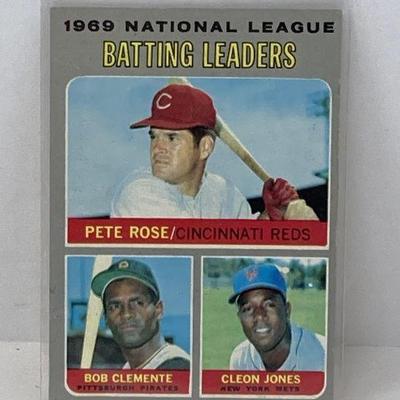 1969 NATIONAL LEAGUE
BATTING LEADERS
C
PETE ROSE/CINCINNATI REDS
BOB CLEMENTE
PITTSBURGH PIRATES
CLEON JONES
NEW YORK METS